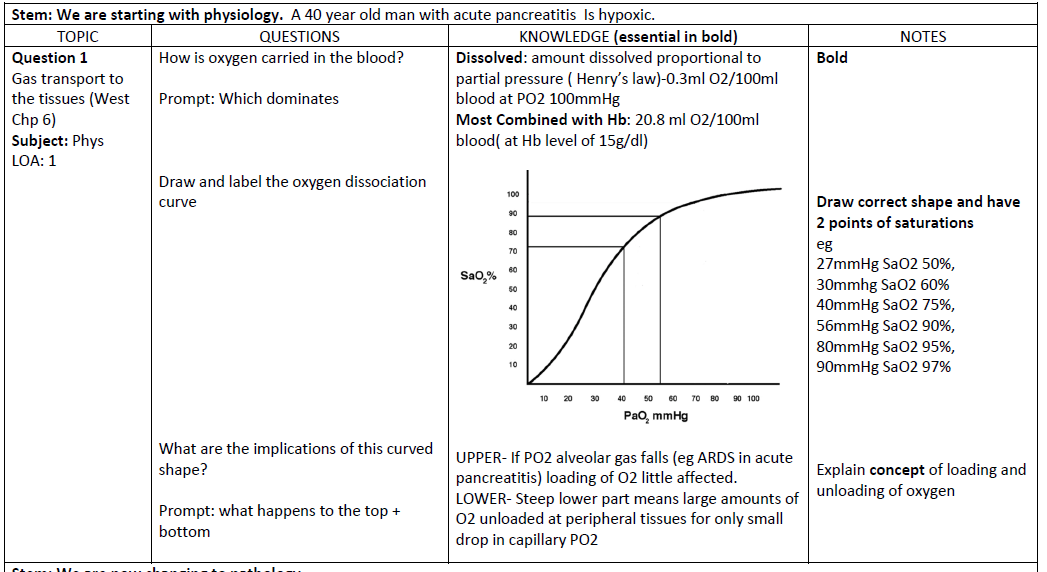 Stem: We are starting with physiology. A 40 year old man with acute pancreatitis Is hypoxic.
TOPIC
QUESTIONS
KNOWLEDGE (essential in bold)
NOTES
Question 1
Gas transport to
the tissues (West
Chp 6)
Subject: Phys
LOA: 1
How is oxygen carried in the blood?
Prompt: Which dominates
Dissolved: amount dissolved proportional to
partial pressure ( Henry's law)-0.3ml O2/100ml
blood at PO2 100mmHg
Most Combined with Hb: 20.8 ml O2/100ml
blood( at Hb level of 15g/dl)
Bold
Draw and label the oxygen dissociation
curve
100
90
80
70
60
50
40
30
20
10
SaO2%
10 20 30 40 50 60 70 80 90 100
PaO2 mmHg
Draw correct shape and have
2 points of saturations
eg
27mmHg SaO2 50%,
30mmhg SaO2 60%
40mmHg SaO2 75%,
56mmHg SaO2 90%,
80mmHg SaO2 95%,
90mmHg SaO2 97%
What are the implications of this curved
shape?
Prompt: what happens to the top +
bottom
UPPER- If PO2 alveolar gas falls (eg ARDS in acute
pancreatitis) loading of O2 little affected.
LOWER- Steep lower part means large amounts of
O2 unloaded at peripheral tissues for only small
drop in capillary PO2
Explain concept of loading and
unloading of oxygen
Stem: We are now changing to pathology